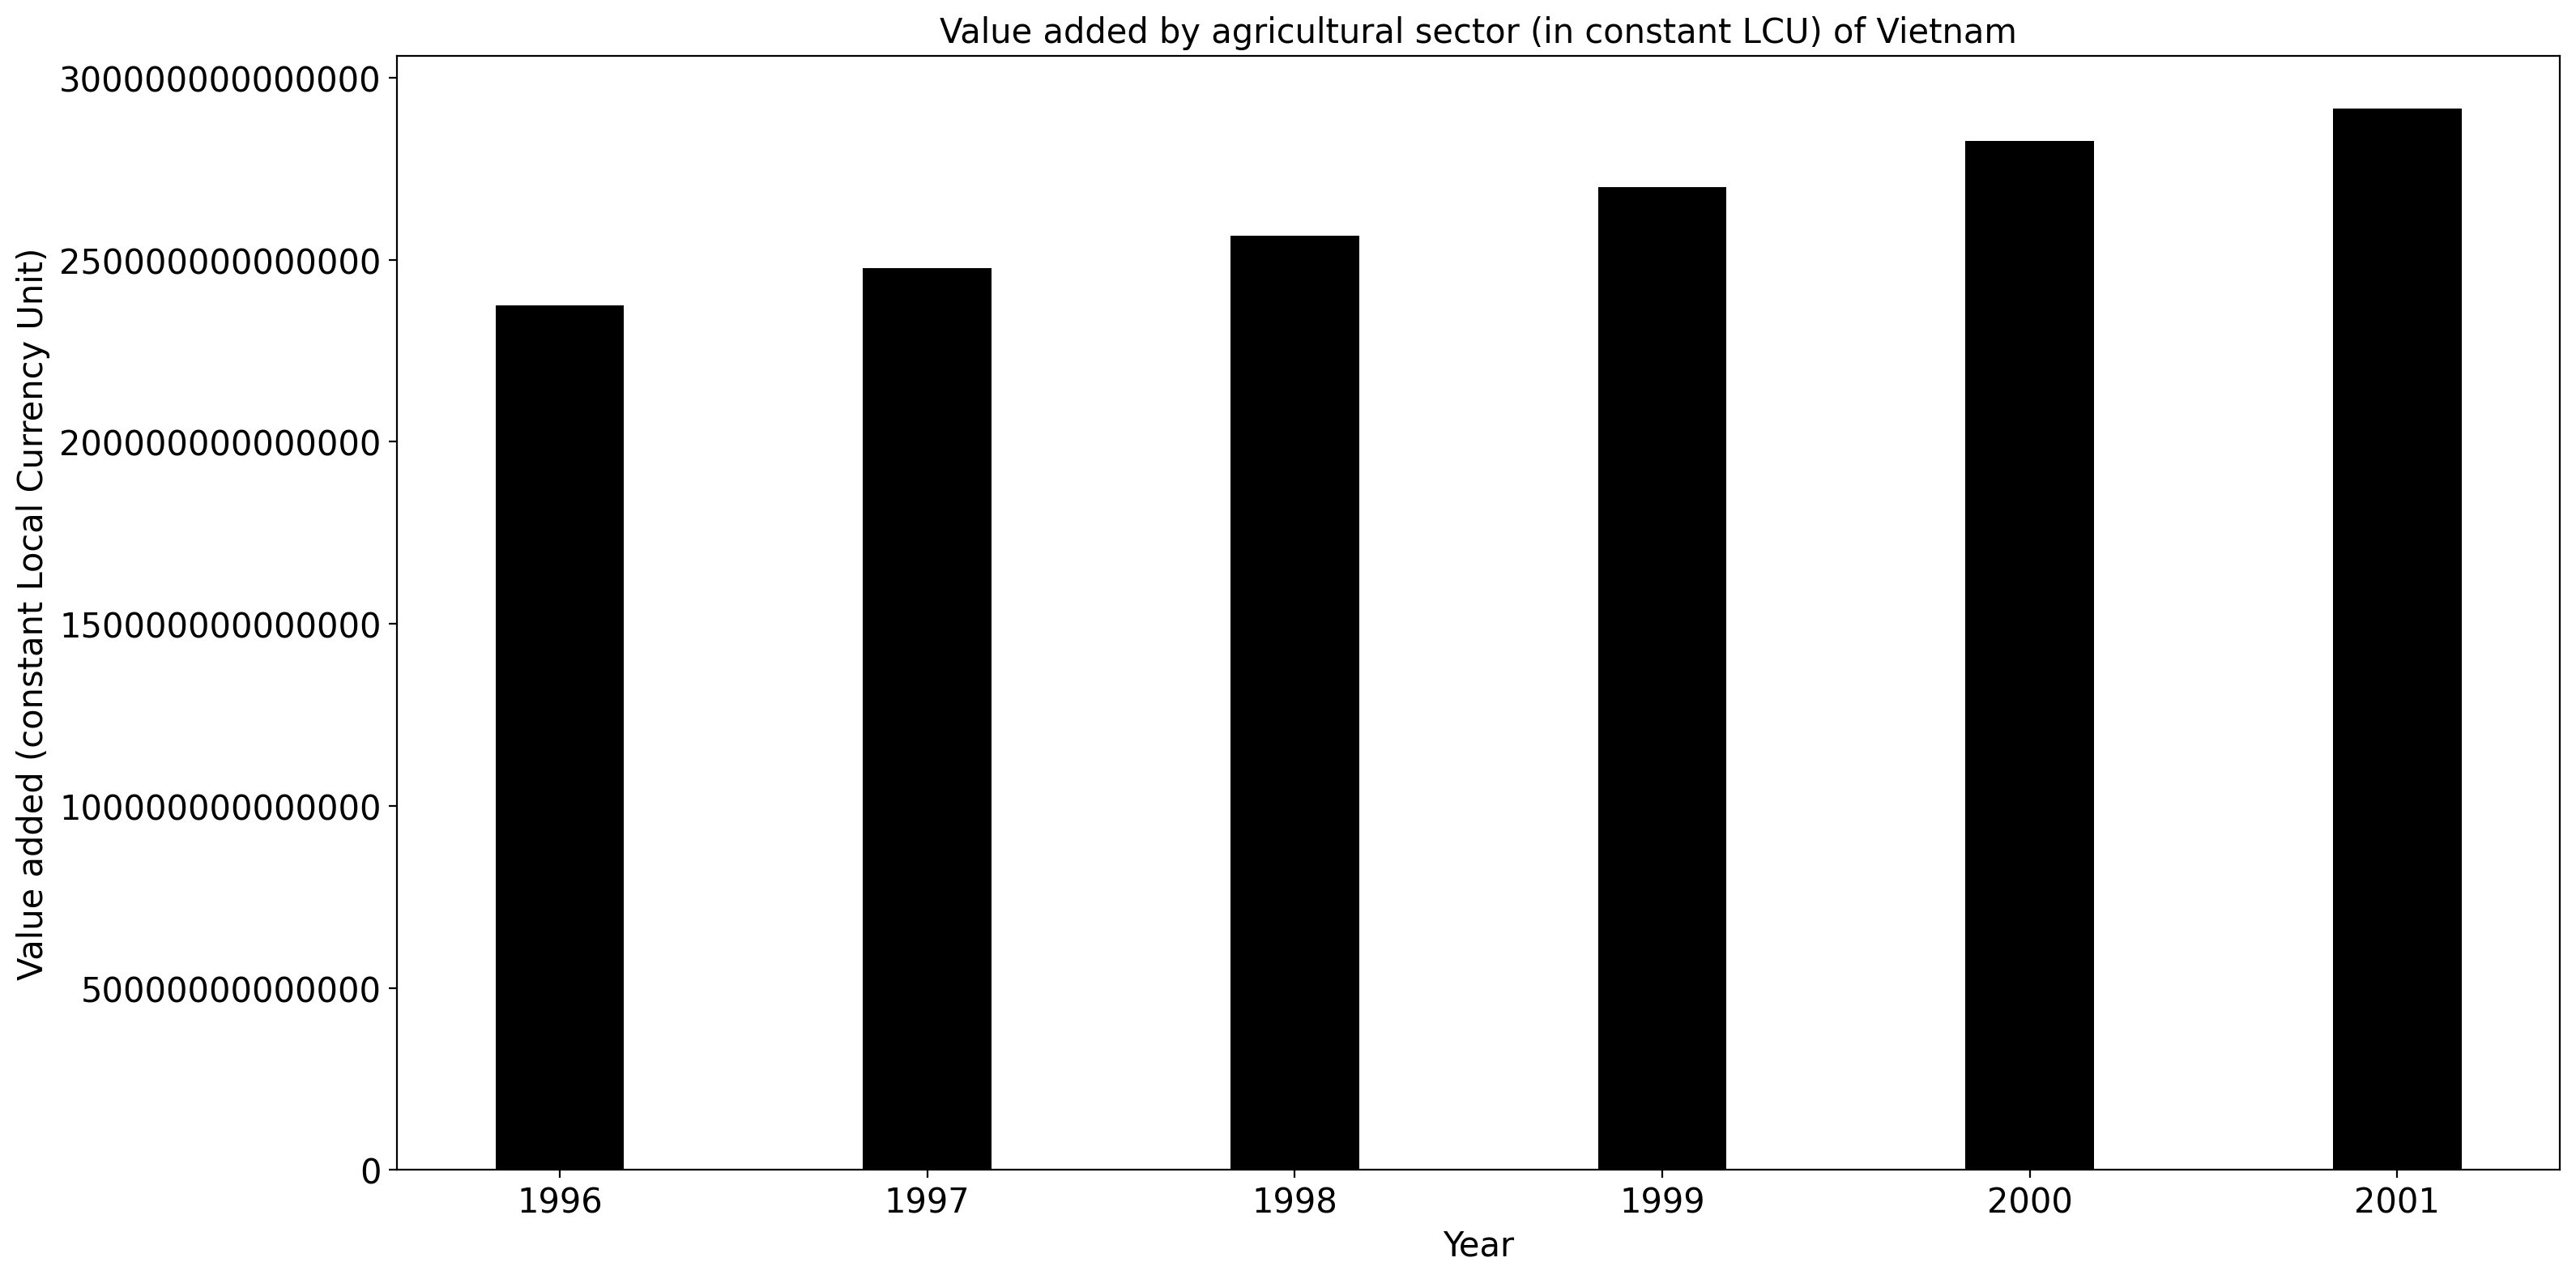 Value added by agricultural sector (in constant LCU) of Vietnam
Value added (constant Local Currency Unit)
300000000000000
250000000000000
200000000000000
150000000000000
100000000000000
50000000000000
0
1996 1997 1998 1999 2000 2001
Year